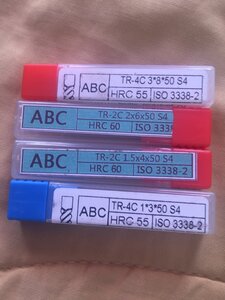 ABC
TR-4C 3*8*50 S4
HRC 55 ISO 3338-2
ABC
TR-2C 2x6x50 S4
HRC 60 ISO 333
ABC
TR-2C 1.5x4x50 S4
HRC 60 ISO 3338-2
ABC
TR-4C 1*3*50 S4
HRC 55 ISO 3338-2